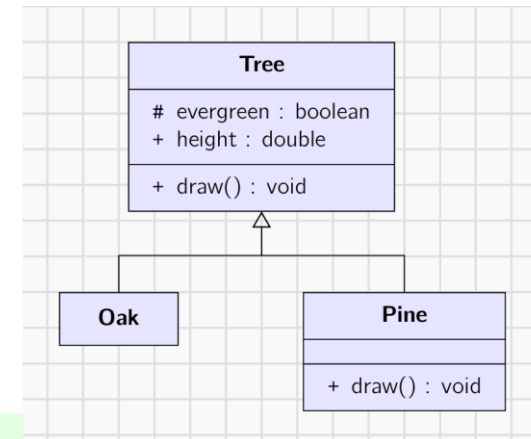 Tree
# evergreen : boolean
+ height : double
+ draw() : void
Oak
Pine
+ draw() : void